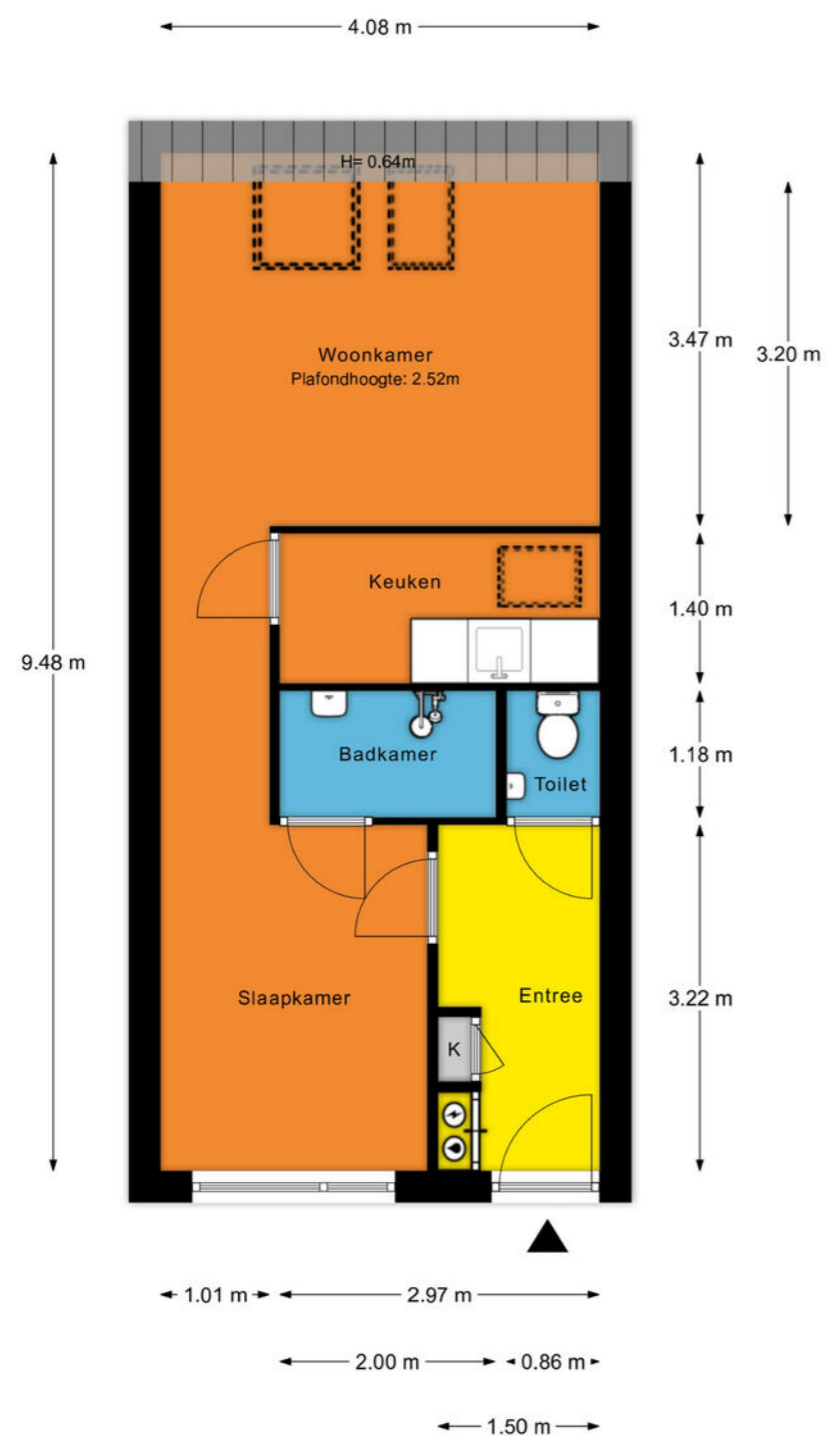 4.08 m
H= 0.64m
Woonkamer
Plafondhoogte: 2.52m
3.47 m
3.20 m
Keuken
1.40 m
9.48 m
Badkamer
1.18 m
Toilet
Slaapkamer
Entree
3.22 m
K
1.01 m
2.97 m
2.00 m
0.86 m
1.50 m